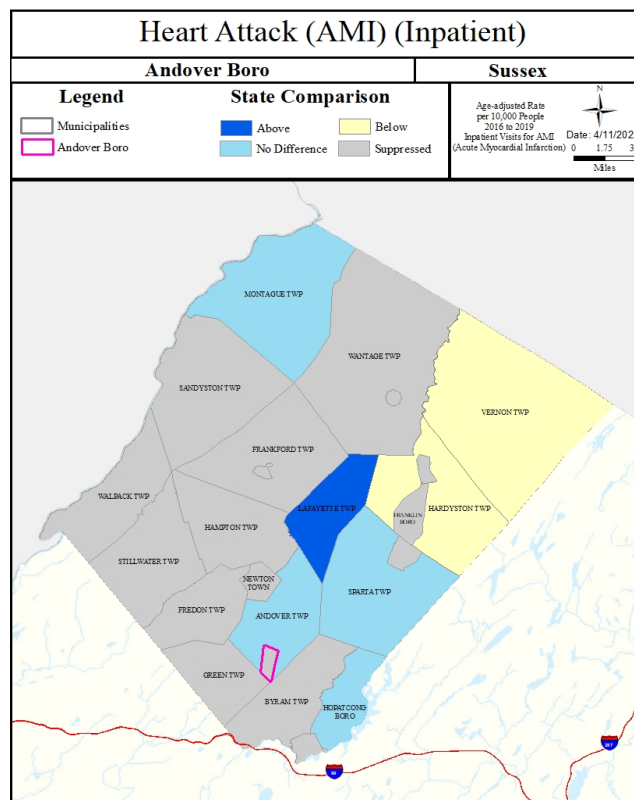 Heart Attack (AMI) (Inpatient)
Andover Boro
Sussex
Legend
Municipalities
Andover Boro
State Comparison
Above
Below
No Difference
Suppressed
Age-adjusted Rate
per 10,000 People
2016 to 2019
Inpatient Visits for AMI
(Acute Myocardial Infarction)
N
Date: 4/11/202
0 1.75 3
Miles
MONTAGUE TWP
WANTAGE TWP
SANDYSTON TWP
VERNON TWP
FRANKFORD TWP
WALPACK TWP
LAFAYETTE TWP
HARDYSTON TWP
FRANKLIN
BORO
HAMPTON TWP
STILLWATER TWP
NEWTON
TOWN
SPARTA TWP
FREDON TWP
ANDOVER TWP
GREEN TWP
BYRAM TWP
HOPATCONG
BORO
80
287